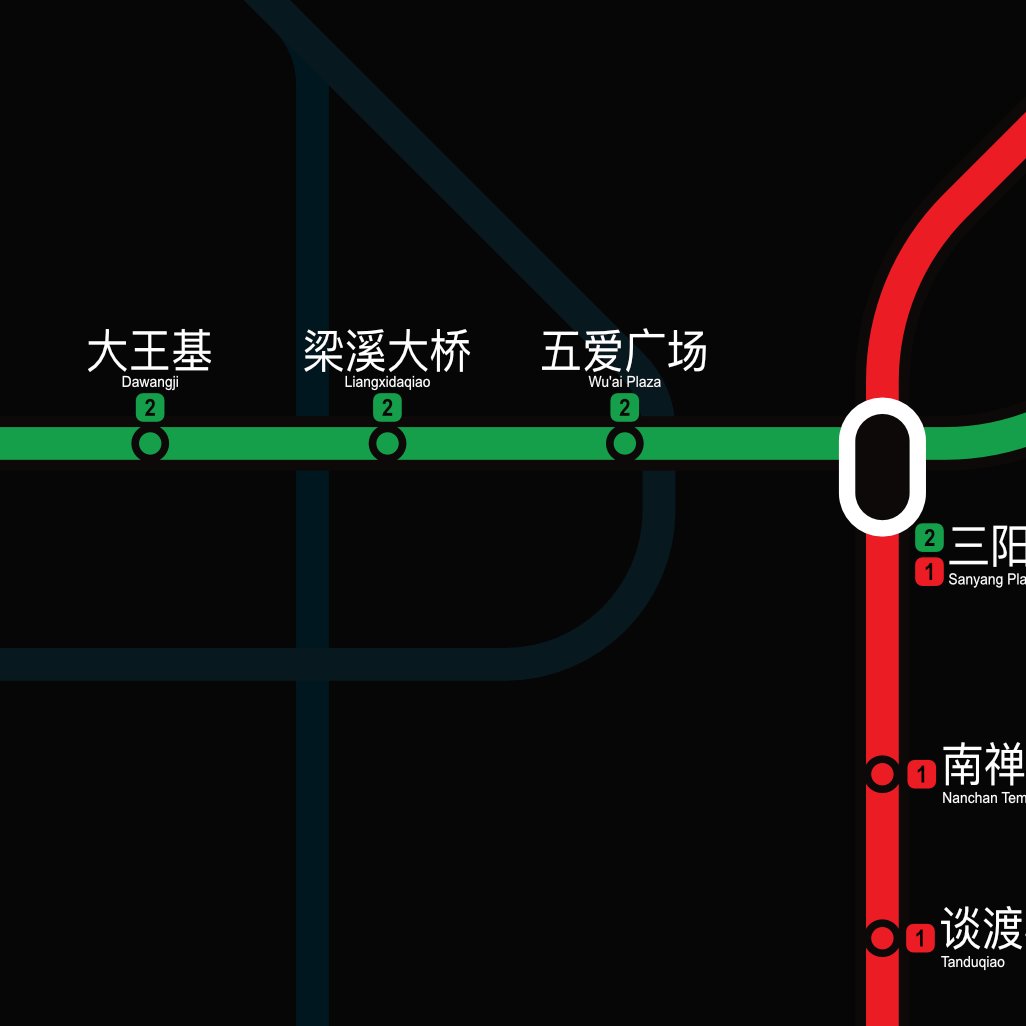 大王基
Dawangji
2
梁溪大桥
Liangxidaqiao
2
五爱广场
Wu'ai Plaza
2
2
三阳
1
Sanyang Pla
南禅
1
Nanchan Tem
谈渡
1
Tanduqiao